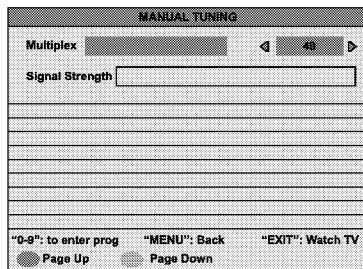 MANUAL TUNING
Multiplex 49
Signal Strength
"0-9": to enter prog "MENU": Back "EXIT": Watch TV
Page Up Page Down